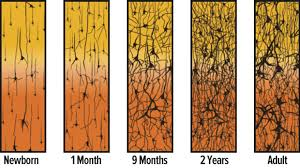 Newborn
1 Month
9 Months
2 Years
Adult